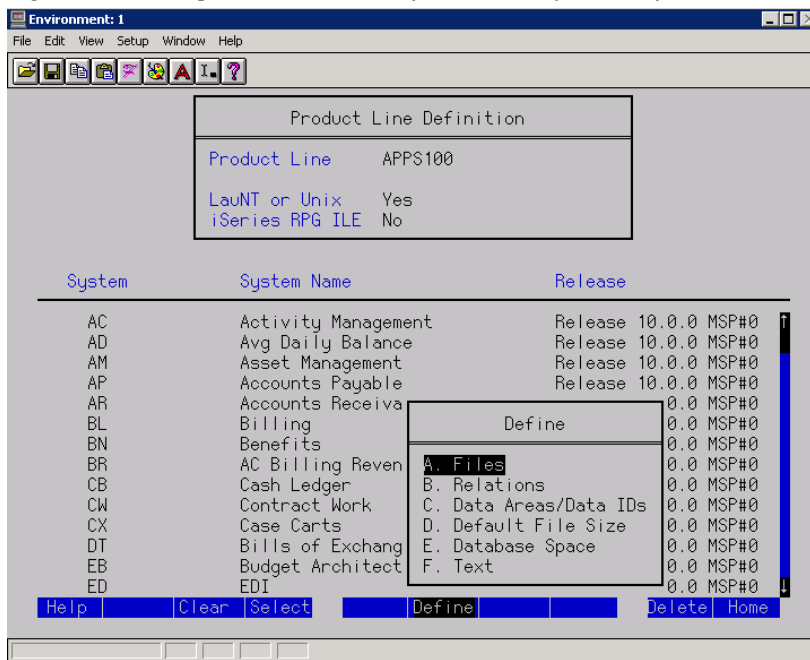 Environment: 1
File Edit View Setup Window Help
Product Line Definition
Product Line APPS100
LauNT or Unix Yes
iSeries RPG ILE No
System System Name Release
AC Activity Management Release 10.0.0 MSP#0
AD Avg Daily Balance Release 10.0.0 MSP#0
AM Asset Management Release 10.0.0 MSP#0
AP Accounts Payable Release 10.0.0 MSP#0
AR Accounts Receiva 0.0 MSP#0
BL Billing 0.0 MSP#0
BN Benefits 0.0 MSP#0
BR AC Billing Reven 0.0 MSP#0
CB Cash Ledger 0.0 MSP#0
CW Contract Work 0.0 MSP#0
CX Case Carts 0.0 MSP#0
DT Bills of Exchang 0.0 MSP#0
EB Budget Architect 0.0 MSP#0
ED EDI 0.0 MSP#0
Define
A. Files
B. Relations
C. Data Areas/Data IDs
D. Default File Size
E. Database Space
F. Text
Help Clear Select Define Delete Home